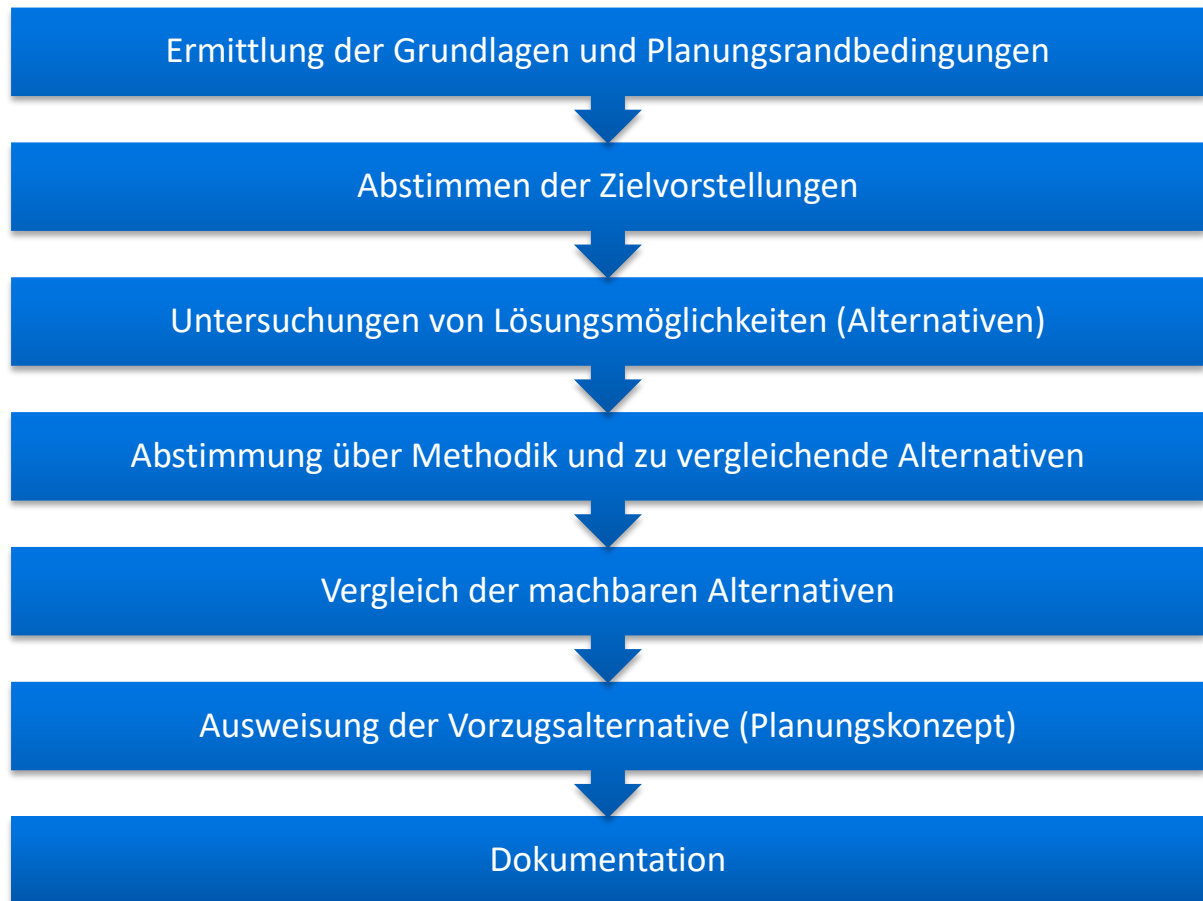 Ermittlung der Grundlagen und Planungsrandbedingungen
Abstimmen der Zielvorstellungen
Untersuchungen von Lösungsmöglichkeiten (Alternativen)
Abstimmung über Methodik und zu vergleichende Alternativen
Vergleich der machbaren Alternativen
Ausweisung der Vorzugsalternative (Planungskonzept)
Dokumentation